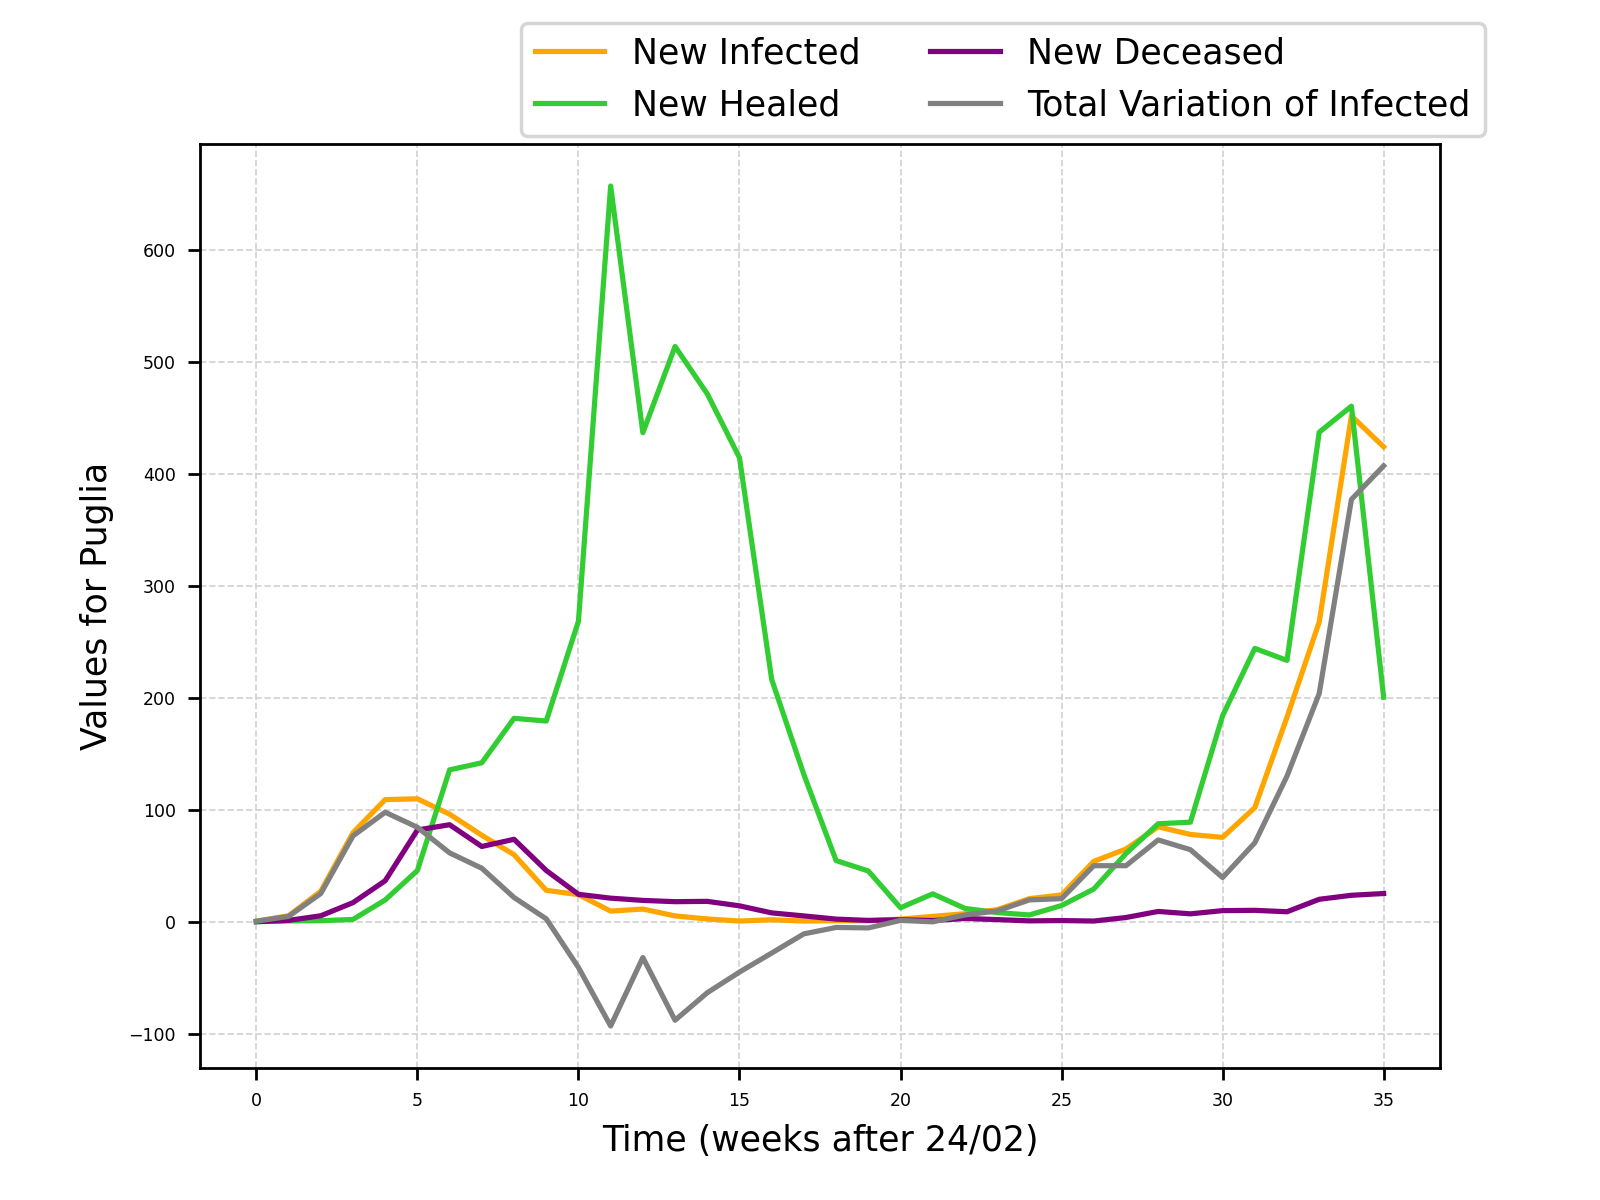 New Infected
New Healed
New Deceased
Total Variation of Infected
Values for Puglia
600
500
400
300
200
100
0
−100
0 5 10 15 20 25 30 35
Time (weeks after 24/02)